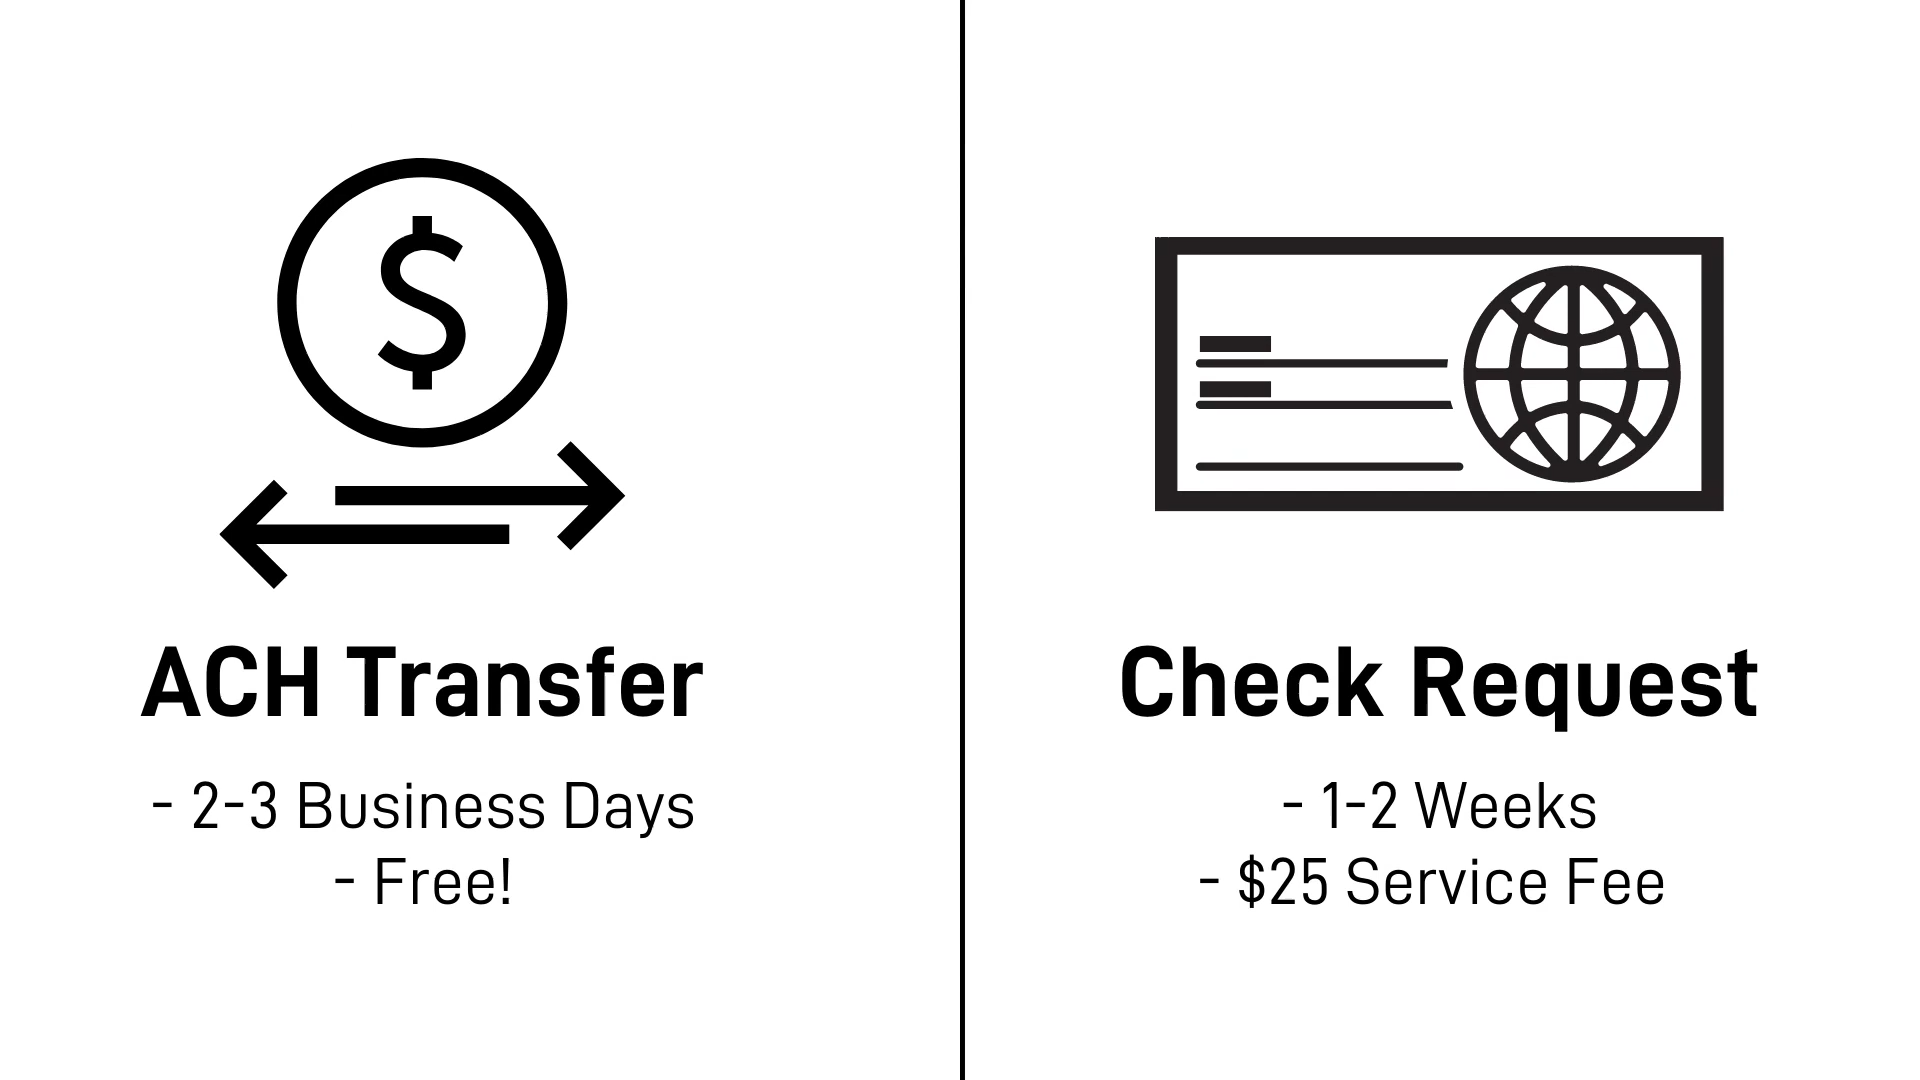 $
ACH Transfer
- 2-3 Business Days
- Free!
Check Request
- 1-2 Weeks
- $25 Service Fee